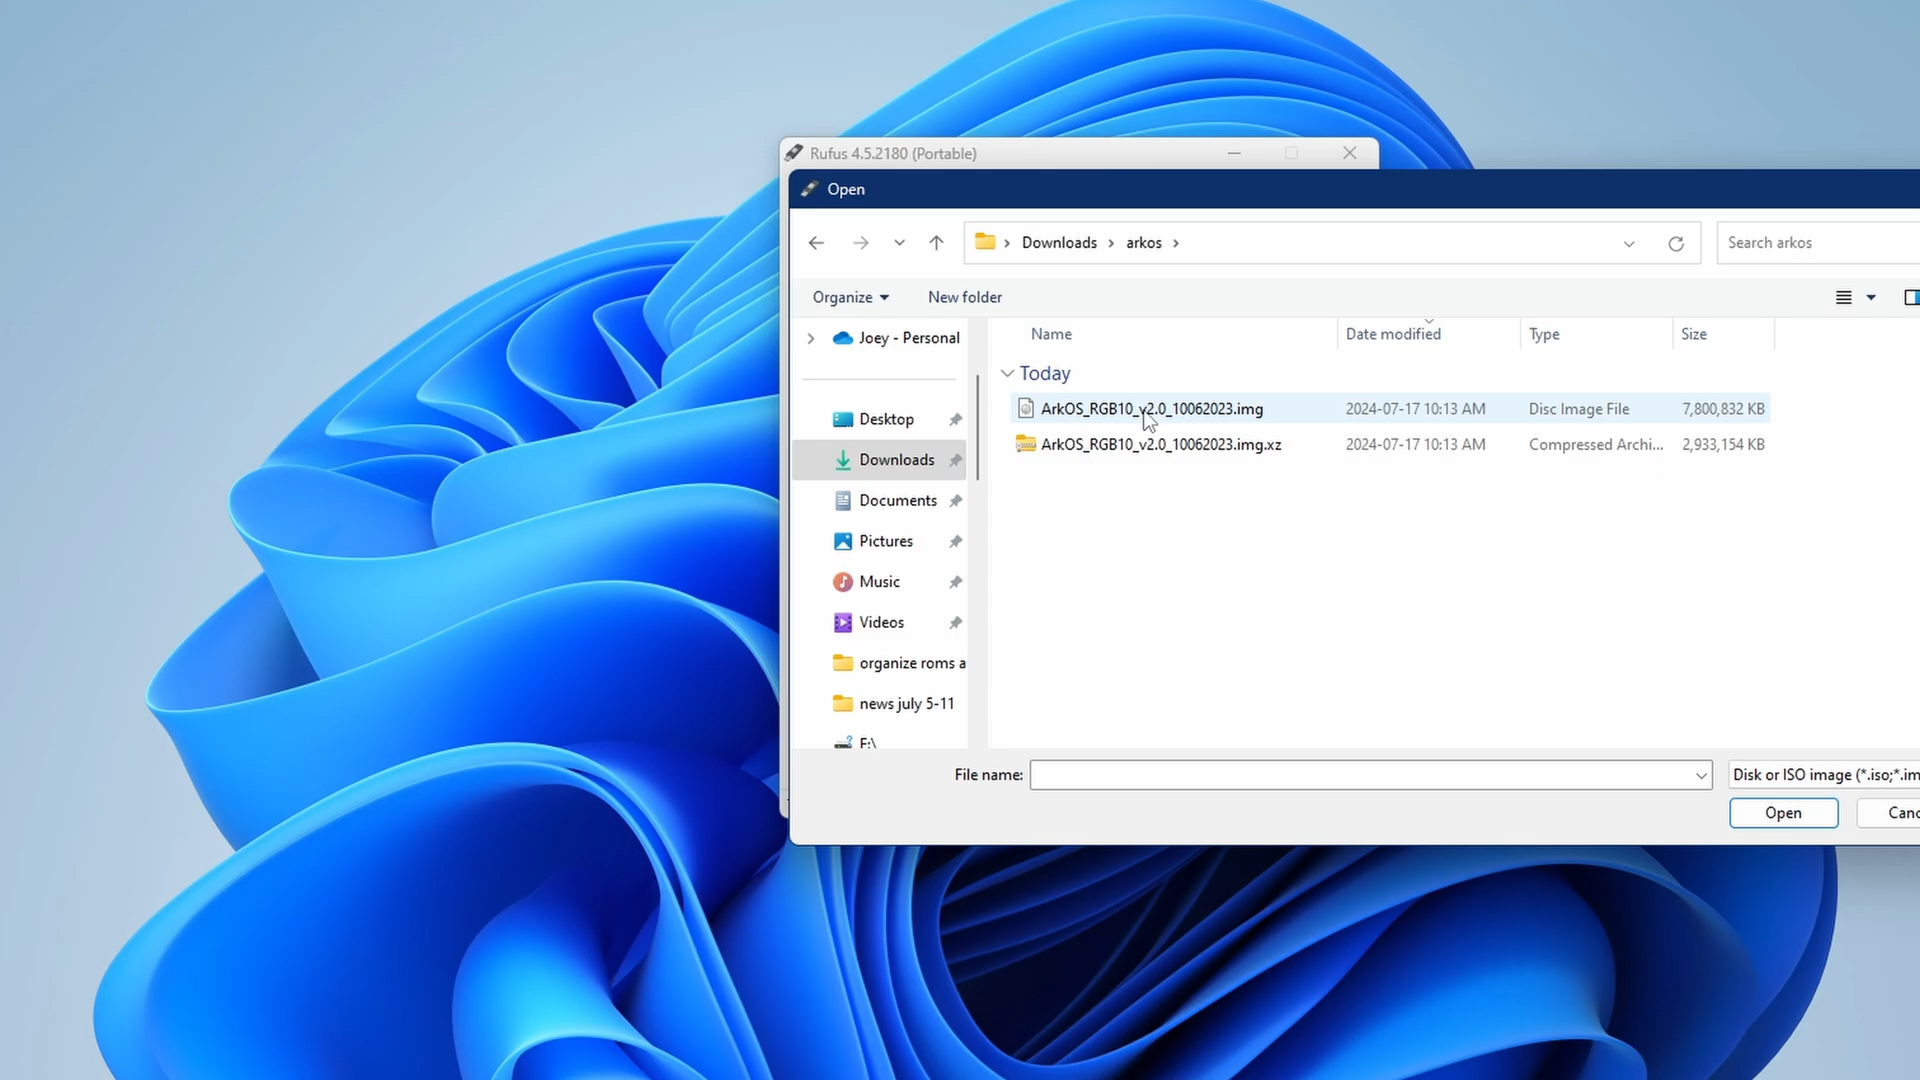 Rufus 4.5.2180 (Portable)
Open
Downloads
arkos
Search arkos
Organize
New folder
Joey - Personal
Desktop
Downloads
Documents
Pictures
Music
Videos
organize roms a
news july 5-11
F:\
Name
Date modified
Type
Size
Today
ArkOS_RGB10_v2.0_10062023.img 2024-07-17 10:13 AM Disc Image File 7,800,832 KB
ArkOS_RGB10_v2.0_10062023.img.xz 2024-07-17 10:13 AM Compressed Archi... 2,933,154 KB
File name:
Disk or ISO image (*.iso;*.im
Open
Canc